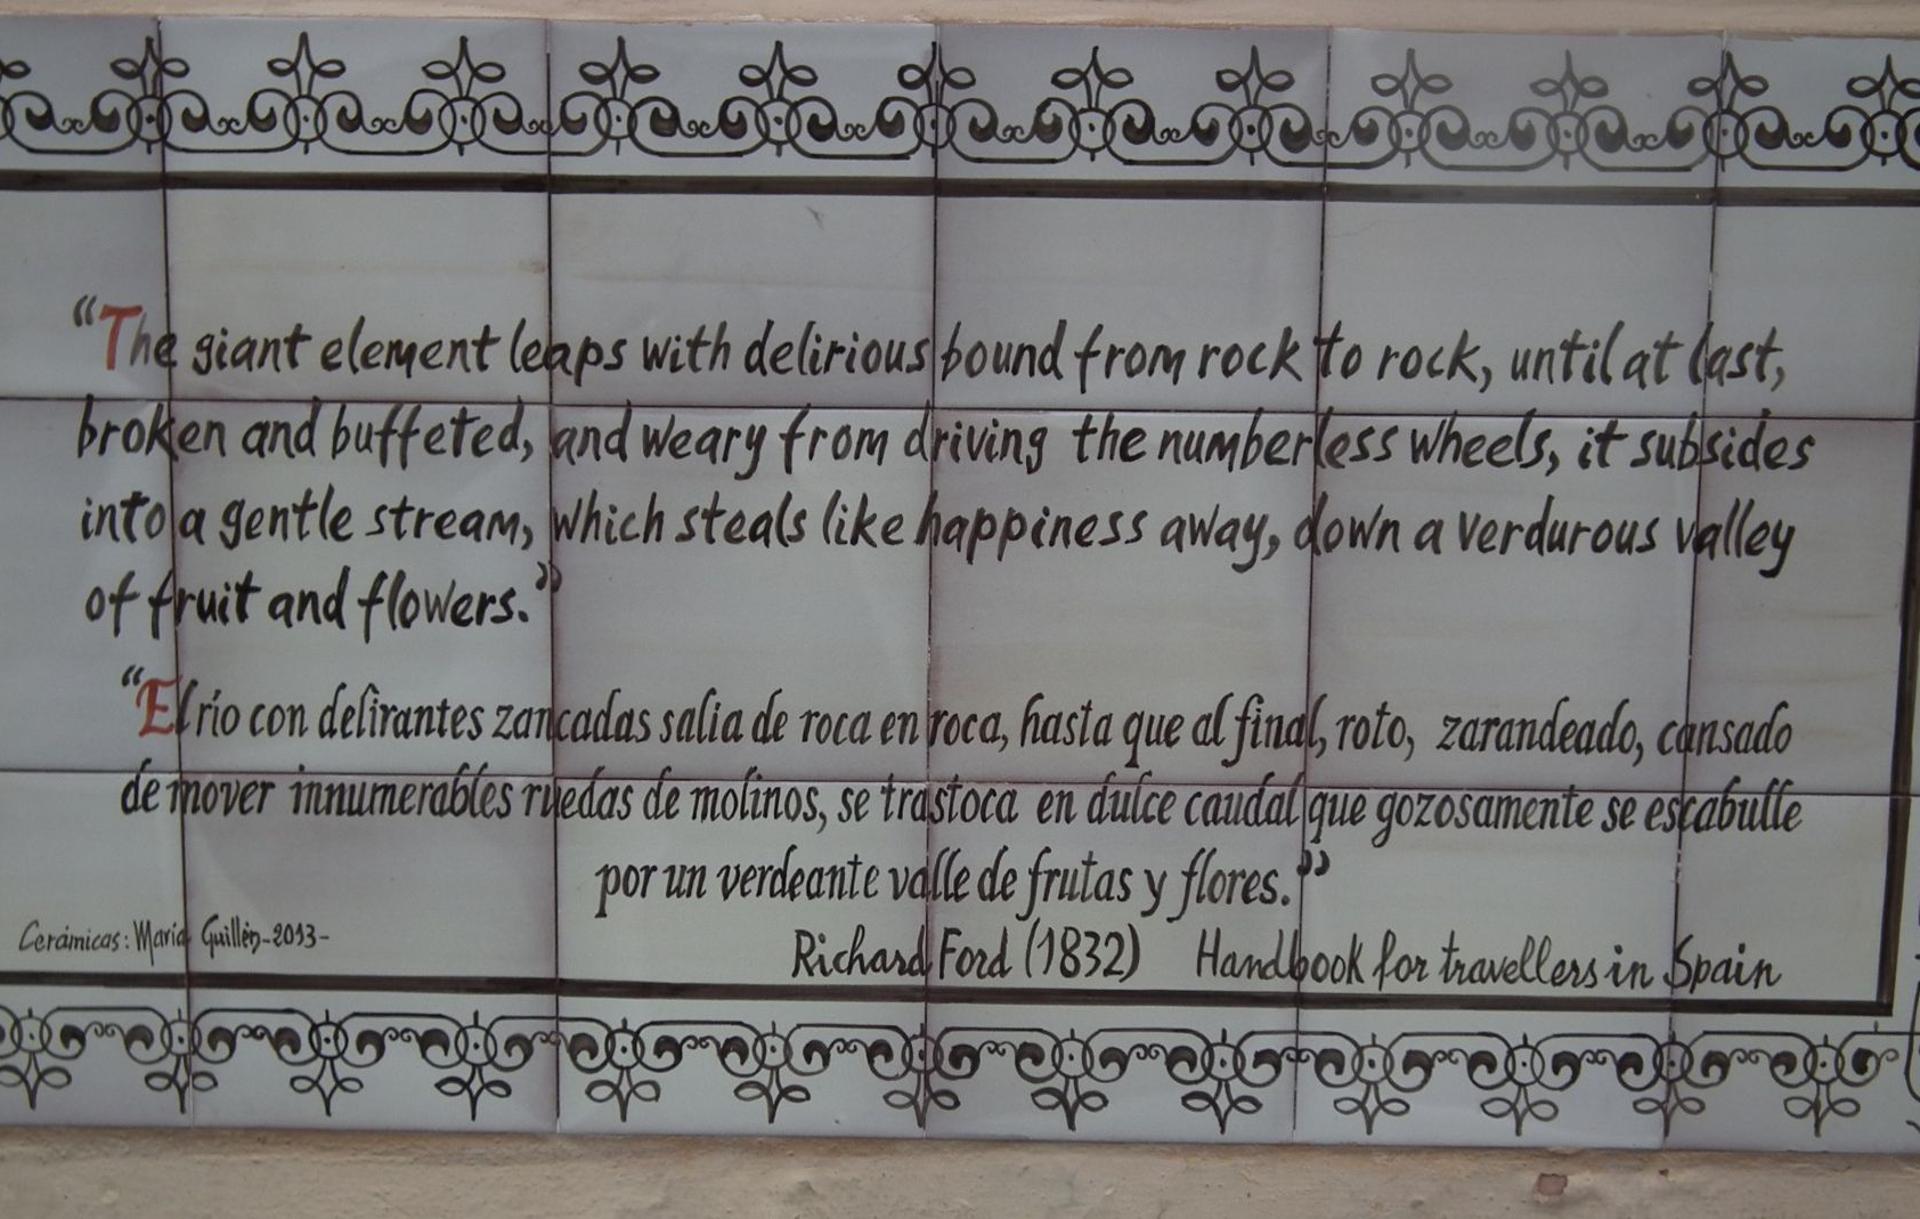 “The giant element leaps with delirious bound from rock to rock, until at last,
broken and buffeted, and weary from driving the numberless wheels, it subsides
into a gentle stream, which steals like happiness away, down a verdurous valley
of fruit and flowers.”
“El río con delirantes zancadas salia de roca en roca, hasta que al final, roto, zarandeado, cansado
de mover innumerables ruedas de molinos, se trastoca en dulce caudal que gozosamente se escabulle
por un verdeante valle de frutas y flores.”
Cerámicas: María Guillén-2013-
Richard Ford (1832) Handbook for travellers in Spain